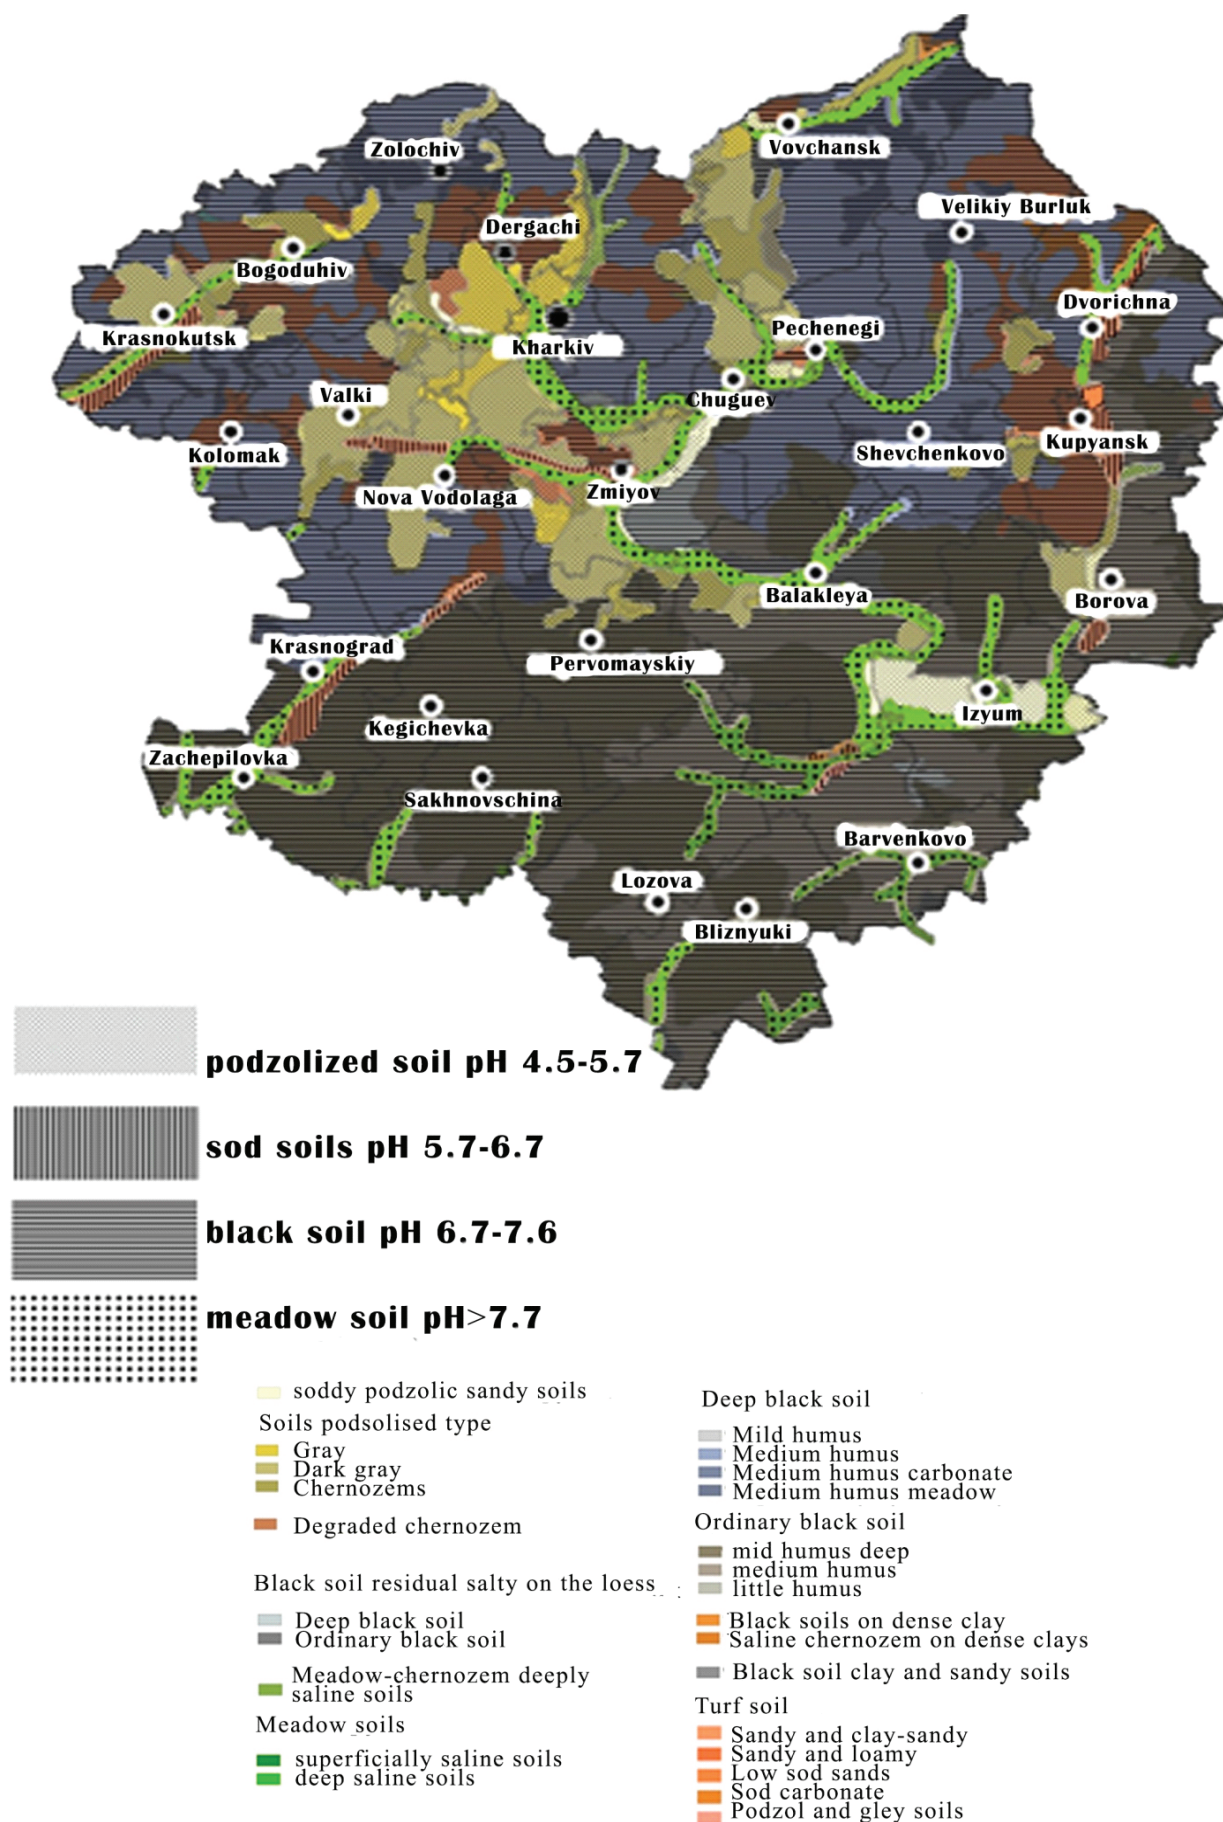 Zolochiv
Vovchansk
Velikiy Burluk
Dergachi
Bogoduhiv
Dvorichna
Krasnokutsk
Kharkiv
Pechenegi
Valki
Chuguev
Kolomak
Shevchenkovo
Kupyansk
Nova Vodolaga
Zmiyov
Balakleya
Borova
Krasnograd
Pervomayskiy
Izyum
Kegichevka
Zachepilovka
Sakhnovschina
Barvenkovo
Lozova
Bliznyuki
podzolized soil pH 4.5-5.7
sod soils pH 5.7-6.7
black soil pH 6.7-7.6
meadow soil pH>7.7
soddy podzolic sandy soils
Soils podsolised type
Gray
Dark gray
Chernozems
Degraded chernozem
Black soil residual salty on the loess
Deep black soil
Ordinary black soil
Meadow-chernozem deeply
saline soils
Meadow soils
superficially saline soils
deep saline soils
Deep black soil
Mild humus
Medium humus
Medium humus carbonate
Medium humus meadow
Ordinary black soil
mid humus deep
medium humus
little humus
Black soils on dense clay
Saline chernozem on dense clays
Black soil clay and sandy soils
Turf soil
Sandy and clay-sandy
Sandy and loamy
Low sod sands
Sod carbonate
Podzol and gley soils